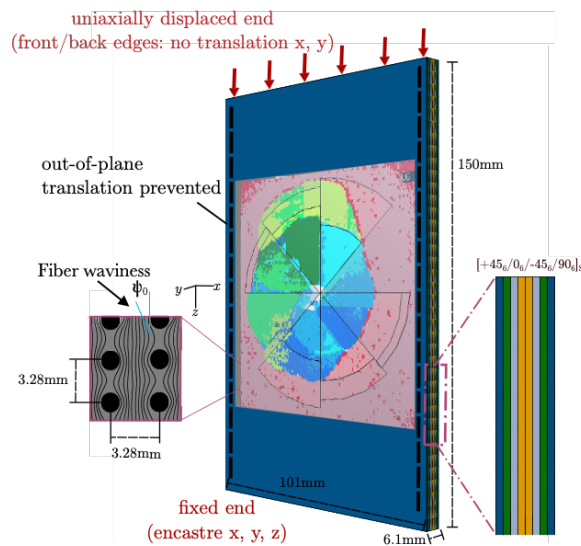 uniaxially displaced end
(front/back edges: no translation x, y)
out-of-plane
translation prevented
150mm
[+45₆/0₆/-45₆/90₆]ₛ
Fiber waviness
ψ₀
y
x
z
3.28mm
3.28mm
101mm
fixed end
(encastre x, y, z)
6.1mm